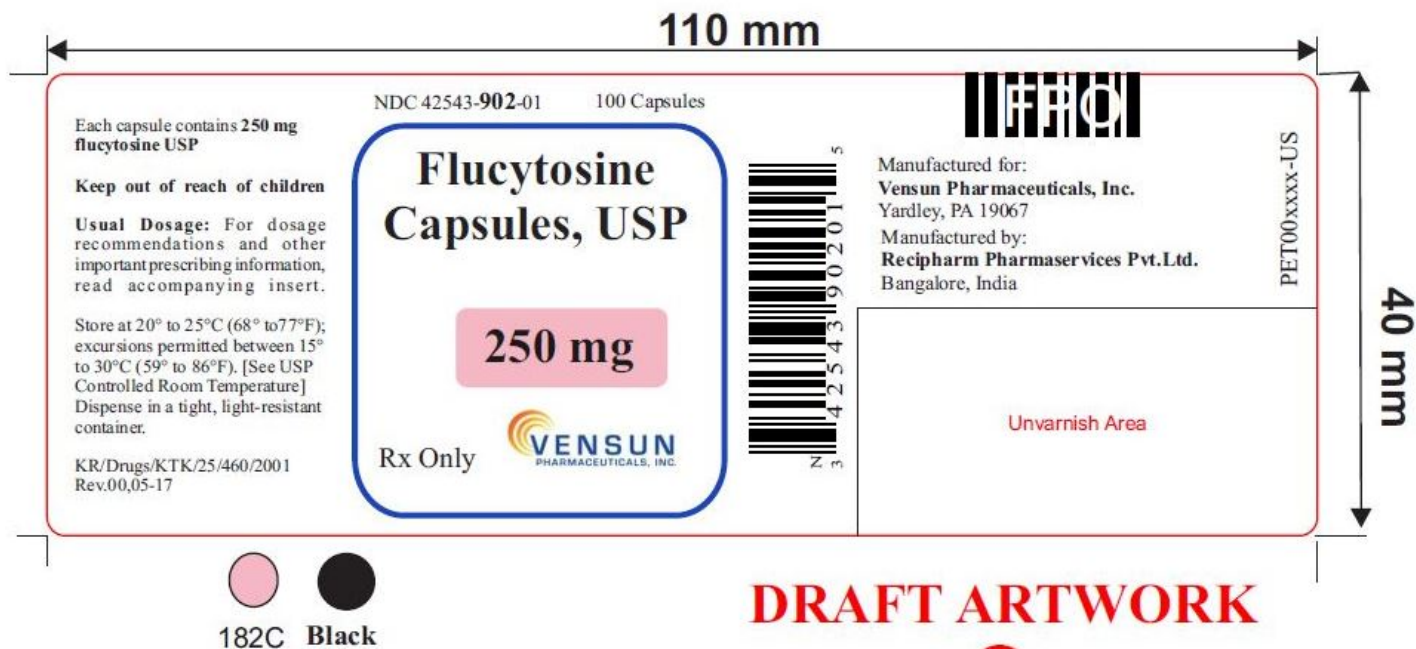 110 mm
Each capsule contains 250 mg
flucytosine USP
Keep out of reach of children
Usual Dosage: For dosage
recommendations and other
important prescribing information,
read accompanying insert.
Store at 20° to 25°C (68° to77°F);
excursions permitted between 15°
to 30°C (59° to 86°F). [See USP
Controlled Room Temperature]
Dispense in a tight, light-resistant
container.
KR/Drugs/KTK/25/460/2001
Rev.00,05-17
NDC 42543-902-01 100 Capsules
Flucytosine
Capsules, USP
250 mg
Rx Only
VENSUN
PHARMACEUTICALS, INC.
N
3 42543 90201 5
3
FPO
Manufactured for:
Vensun Pharmaceuticals, Inc.
Yardley, PA 19067
Manufactured by:
Recipharm Pharmaservices Pvt.Ltd.
Bangalore, India
Unvarnish Area
PET00xxxx-US
40 mm
182C Black
DRAFT ARTWORK